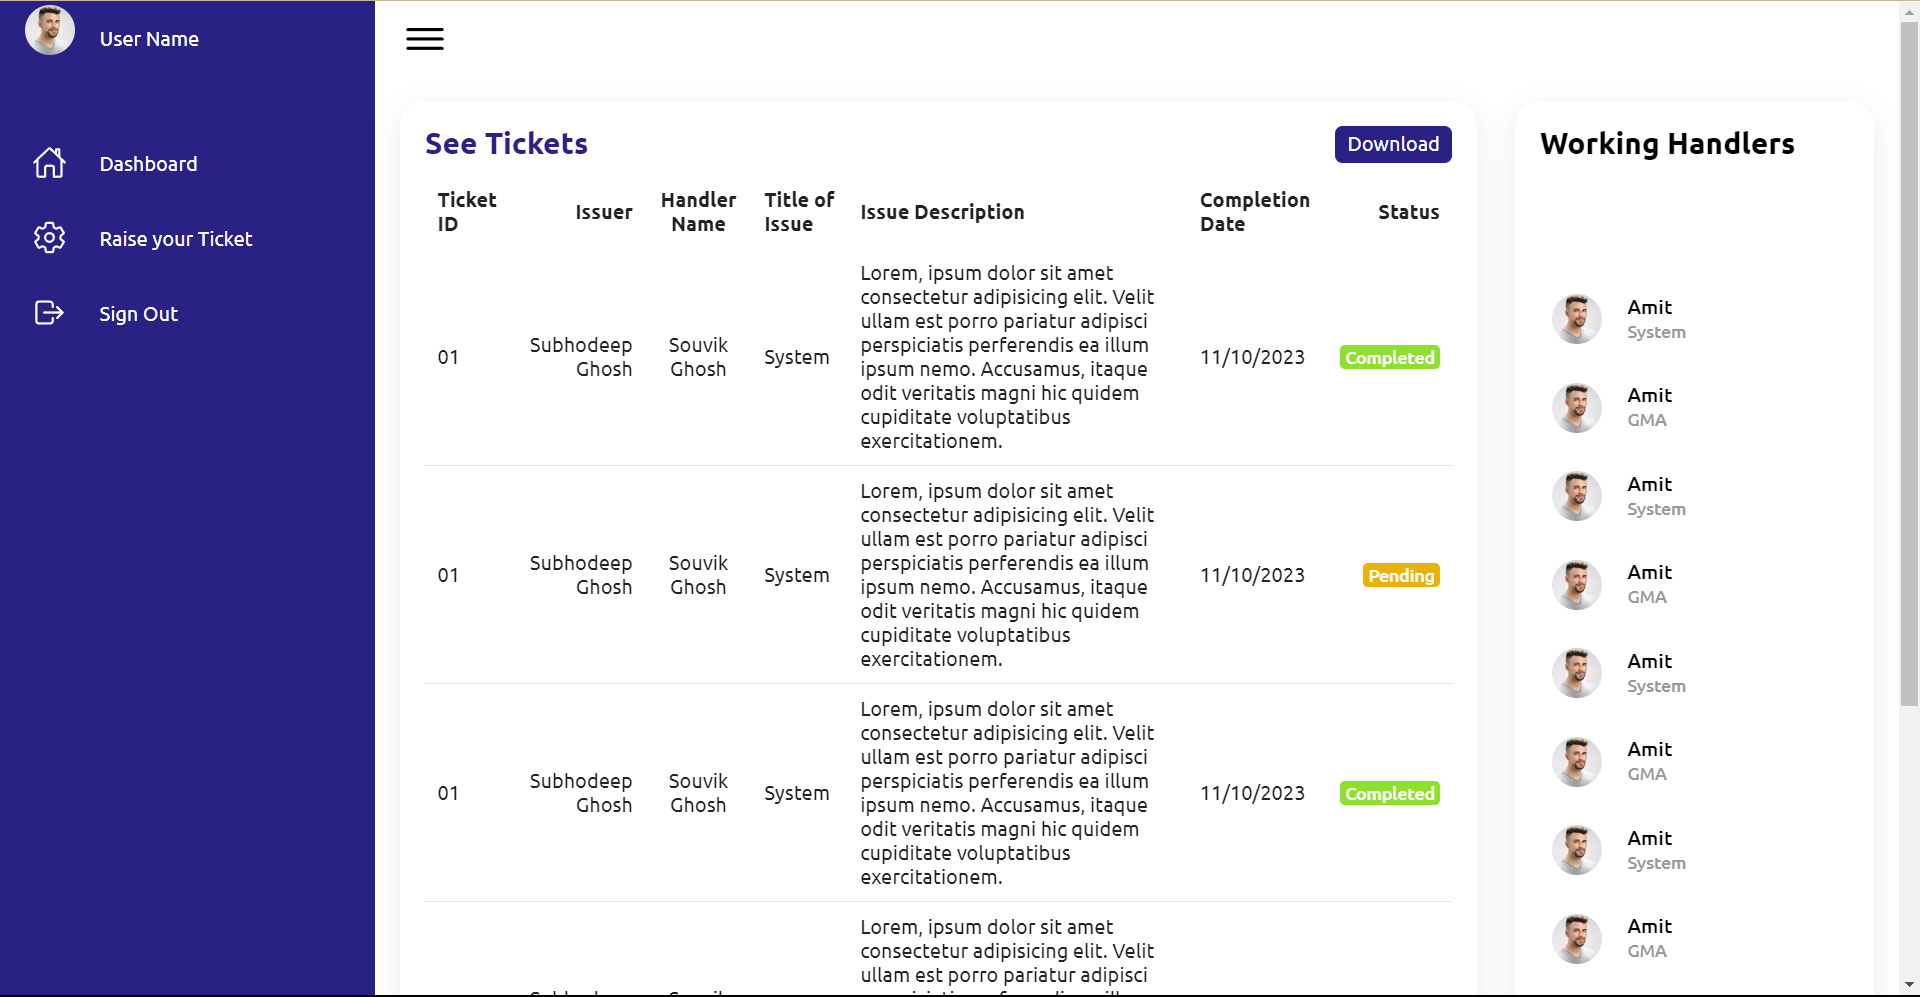 User Name
Dashboard
Raise your Ticket
Sign Out
See Tickets
Download
Ticket ID
Issuer
Handler Name
Title of Issue
Issue Description
Completion Date
Status
01
Subhodeep Ghosh
Souvik Ghosh
System
Lorem, ipsum dolor sit amet
consectetur adipisicing elit. Velit
ullam est porro pariatur adipisci
perspiciatis perferendis ea illum
ipsum nemo. Accusamus, itaque
odit veritatis magni hic quidem
cupiditate voluptatibus
exercitationem.
11/10/2023
Completed
01
Subhodeep Ghosh
Souvik Ghosh
System
Lorem, ipsum dolor sit amet
consectetur adipisicing elit. Velit
ullam est porro pariatur adipisci
perspiciatis perferendis ea illum
ipsum nemo. Accusamus, itaque
odit veritatis magni hic quidem
cupiditate voluptatibus
exercitationem.
11/10/2023
Pending
01
Subhodeep Ghosh
Souvik Ghosh
System
Lorem, ipsum dolor sit amet
consectetur adipisicing elit. Velit
ullam est porro pariatur adipisci
perspiciatis perferendis ea illum
ipsum nemo. Accusamus, itaque
odit veritatis magni hic quidem
cupiditate voluptatibus
exercitationem.
11/10/2023
Completed
Lorem, ipsum dolor sit amet
consectetur adipisicing elit. Velit
ullam est porro pariatur adipisci
Working Handlers
Amit
System
Amit
GMA
Amit
System
Amit
GMA
Amit
System
Amit
GMA
Amit
System
Amit
GMA